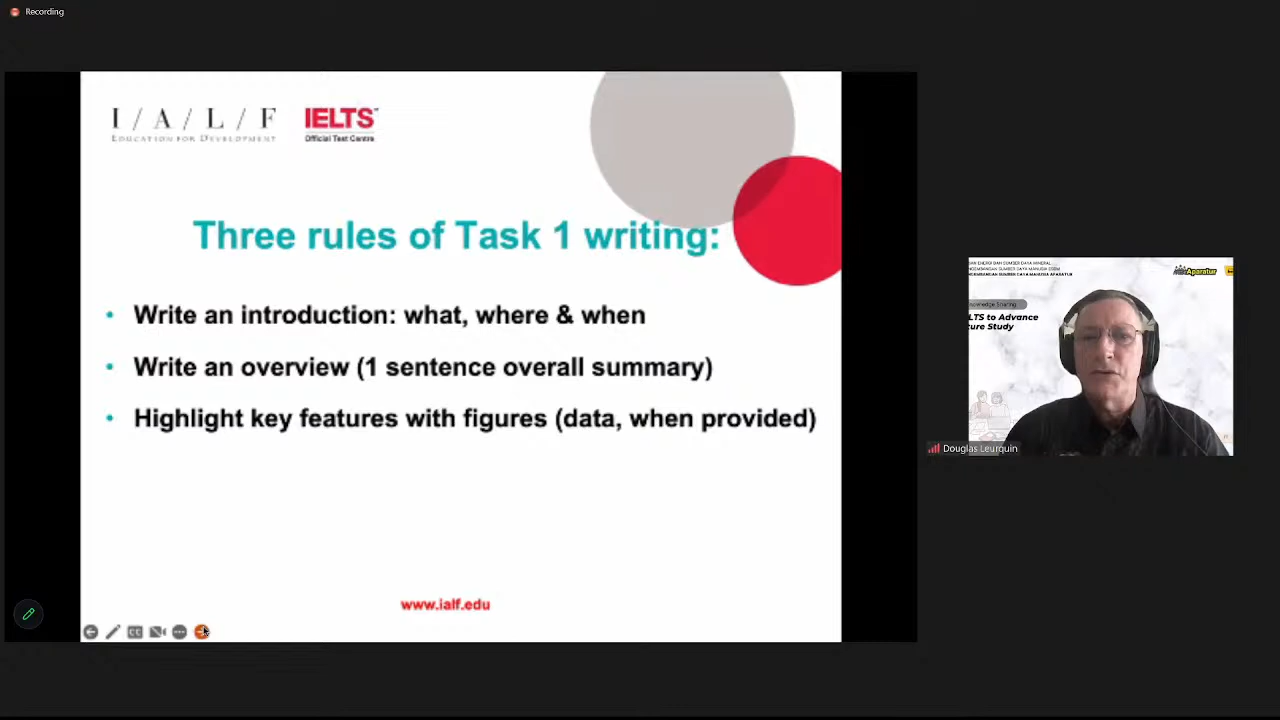 Recording
I/A/L/F
EDUCATION FOR DEVELOPMENT
IELTS™
Official Test Centre
Three rules of Task 1 writing:
• Write an introduction: what, where & when
• Write an overview (1 sentence overall summary)
• Highlight key features with figures (data, when provided)
www.ialf.edu
CC
Aparatur
LTS to Advance
ure Study
Douglas Leurquin